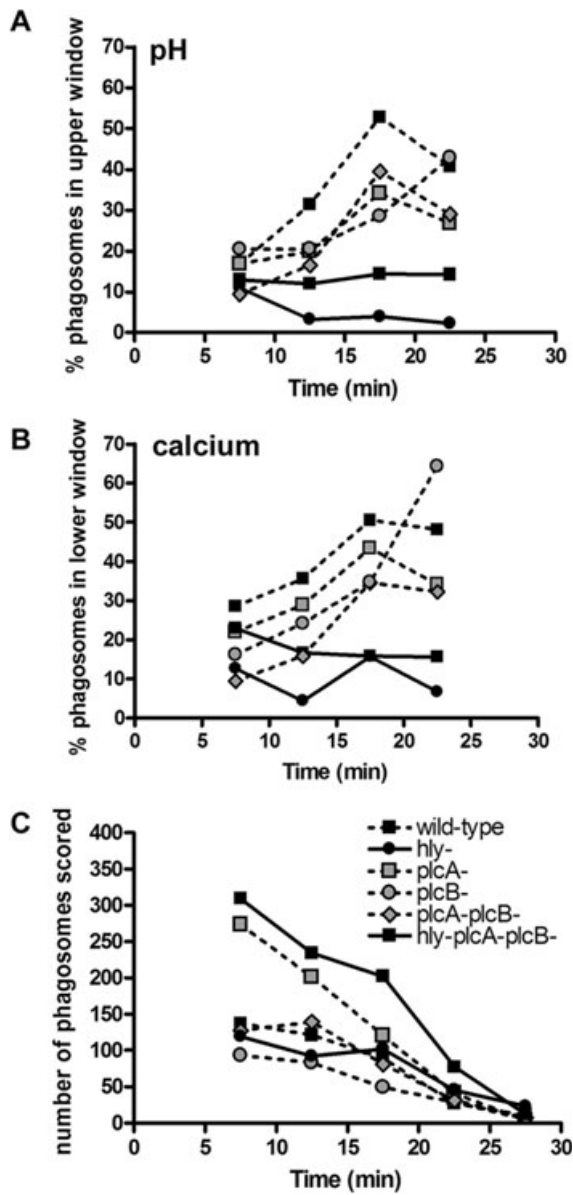 A
pH
% phagosomes in upper window
70
60
50
40
30
20
10
0
0 5 10 15 20 25 30
Time (min)
B
calcium
% phagosomes in lower window
70
60
50
40
30
20
10
0
0 5 10 15 20 25 30
Time (min)
C
number of phagosomes scored
400
350
300
250
200
150
100
50
0
wild-type
hly-
plcA-
plcB-
plcA-plcB-
hly-plcA-plcB-
0 5 10 15 20 25 30
Time (min)